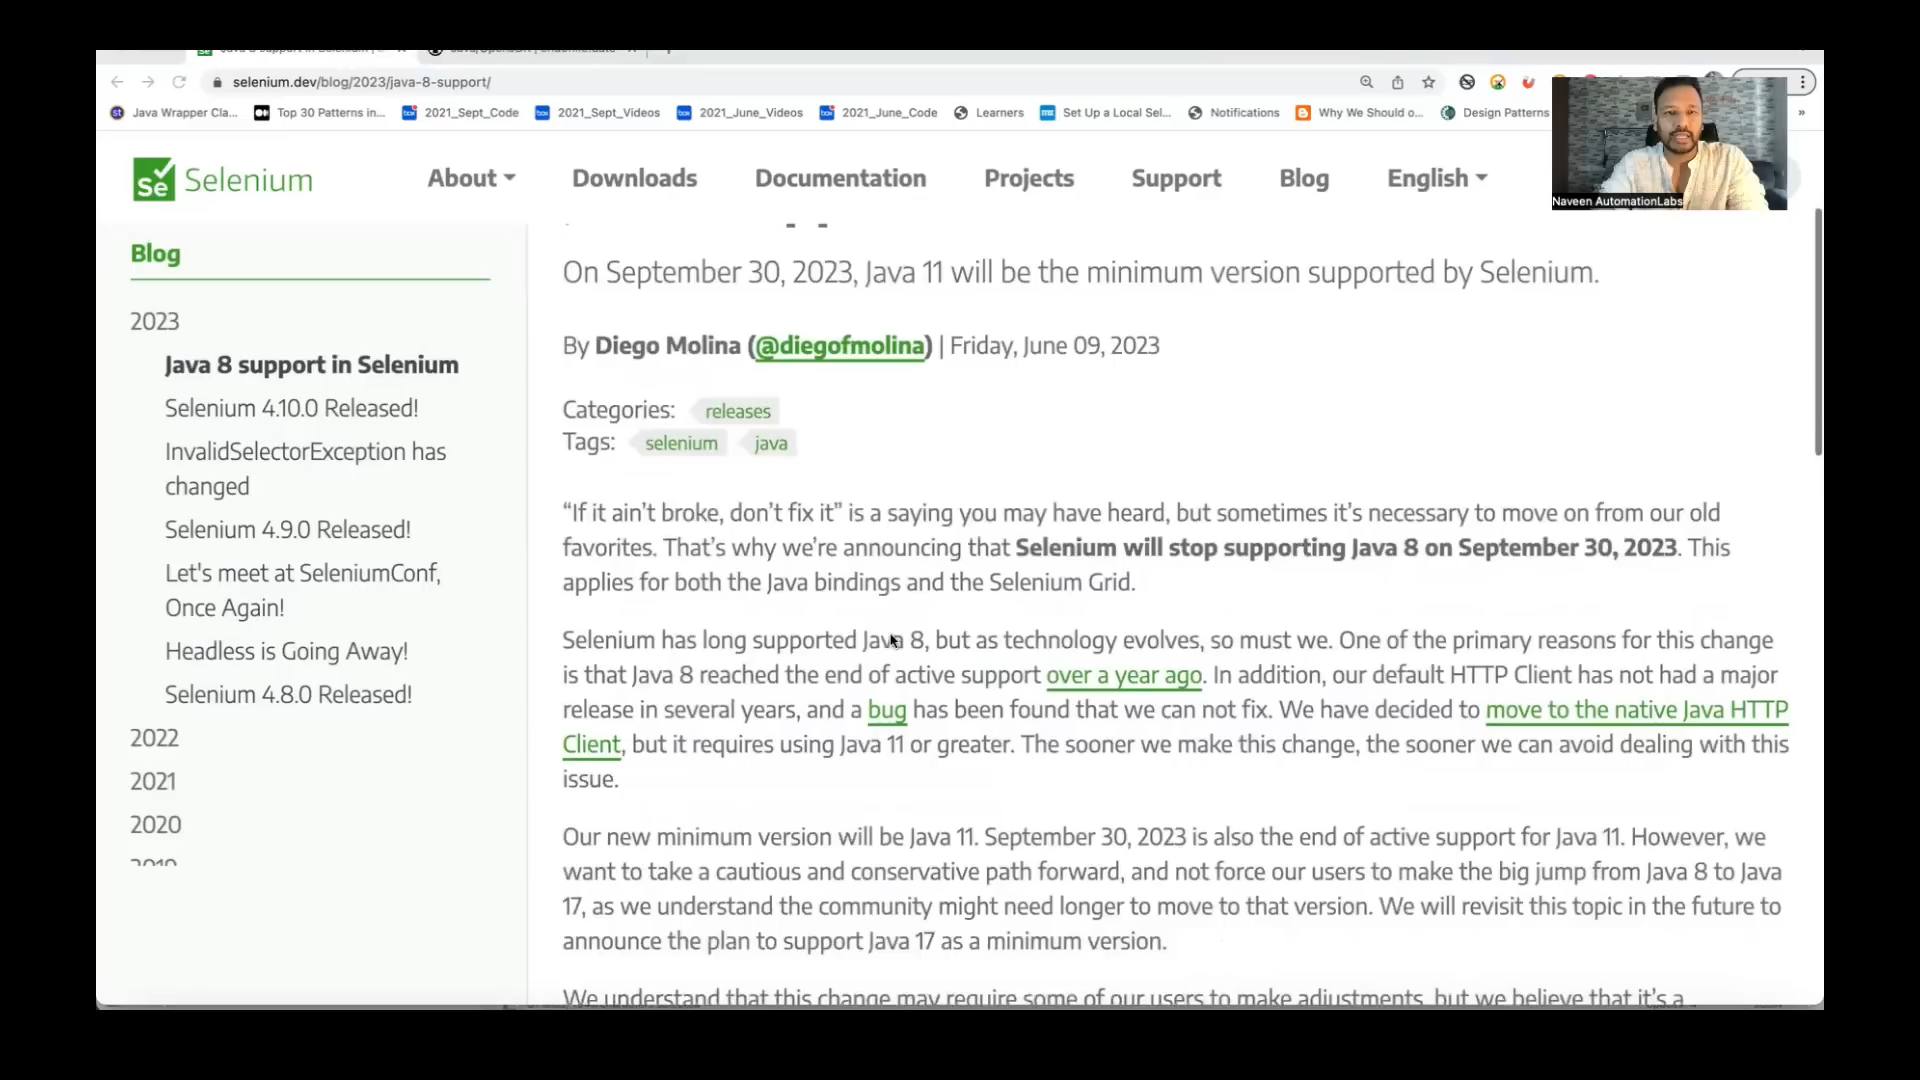 selenium.dev/blog/2023/java-8-support/
Java Wrapper Cla... Top 30 Patterns in... 2021_Sept_Code 2021_Sept_Videos 2021_June_Videos 2021_June_Code Learners Set Up a Local Sel... Notifications Why We Should o... Design Patterns »
Naveen AutomationLabs
Se Selenium About Downloads Documentation Projects Support Blog English
Blog
2023
Java 8 support in Selenium
Selenium 4.10.0 Released!
InvalidSelectorException has
changed
Selenium 4.9.0 Released!
Let's meet at SeleniumConf,
Once Again!
Headless is Going Away!
Selenium 4.8.0 Released!
2022
2021
2020
2019
On September 30, 2023, Java 11 will be the minimum version supported by Selenium.
By Diego Molina (@diegofmolina) | Friday, June 09, 2023
Categories: releases
Tags: selenium java
“If it ain’t broke, don’t fix it” is a saying you may have heard, but sometimes it’s necessary to move on from our old
favorites. That’s why we’re announcing that Selenium will stop supporting Java 8 on September 30, 2023. This
applies for both the Java bindings and the Selenium Grid.
Selenium has long supported Java 8, but as technology evolves, so must we. One of the primary reasons for this change
is that Java 8 reached the end of active support over a year ago. In addition, our default HTTP Client has not had a major
release in several years, and a bug has been found that we can not fix. We have decided to move to the native Java HTTP
Client, but it requires using Java 11 or greater. The sooner we make this change, the sooner we can avoid dealing with this
issue.
Our new minimum version will be Java 11. September 30, 2023 is also the end of active support for Java 11. However, we
want to take a cautious and conservative path forward, and not force our users to make the big jump from Java 8 to Java
17, as we understand the community might need longer to move to that version. We will revisit this topic in the future to
announce the plan to support Java 17 as a minimum version.
We understand that this change may require some of our users to make adjustments, but we believe that it’s a